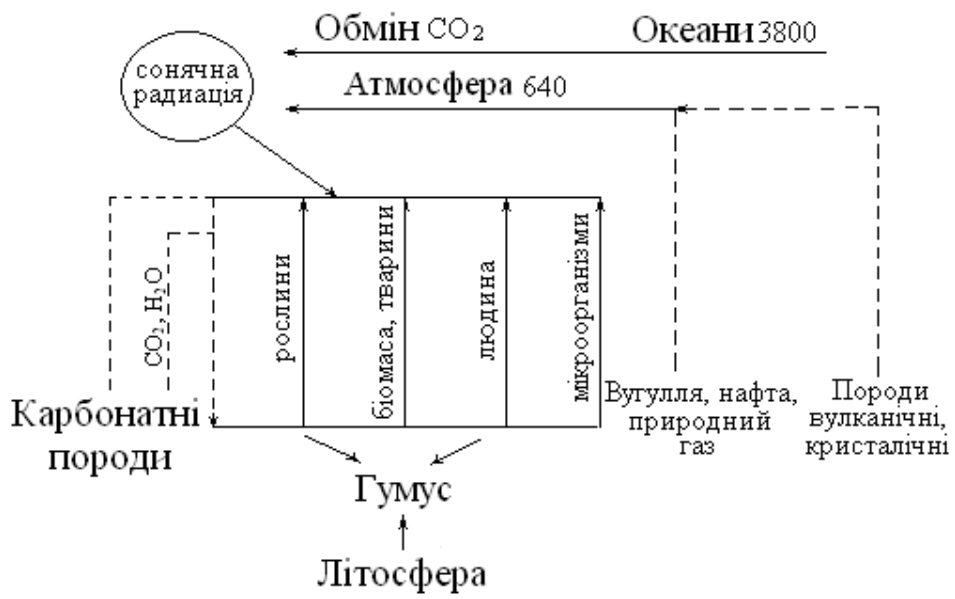 Обмін CO₂ Океани 3800
сонячна
радиація
Атмосфера 640
CO₂, H₂O
рослини
біомаса, тварини
людина
мікроорганізми
Карбонатні
породи
Вугулля, нафта,
природний
газ
Породи
вулканічні,
кристалічні
Гумус
Літосфера